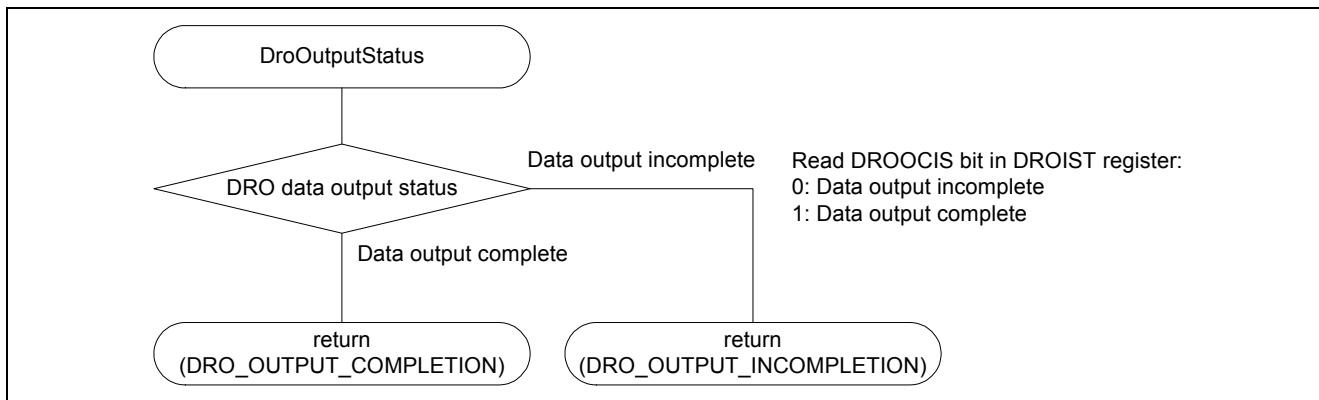 DroOutputStatus
Data output incomplete
Read DROOCIS bit in DROIST register:
0: Data output incomplete
1: Data output complete
DRO data output status
Data output complete
return
(DRO_OUTPUT_COMPLETION)
return
(DRO_OUTPUT_INCOMPLETION)